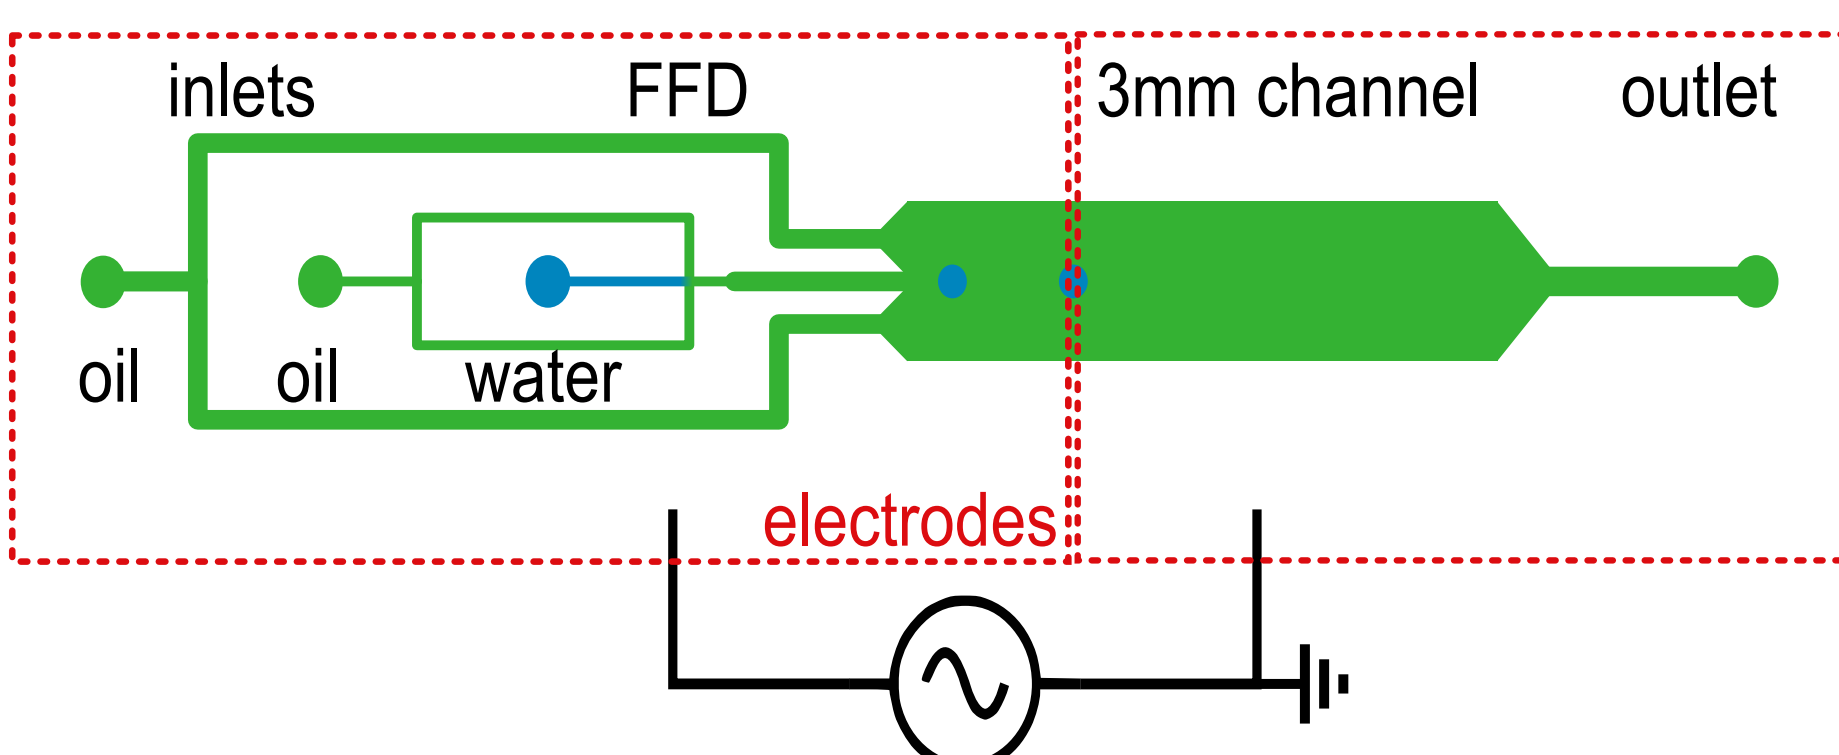 inlets
FFD
3mm channel
outlet
oil
oil
water
electrodes